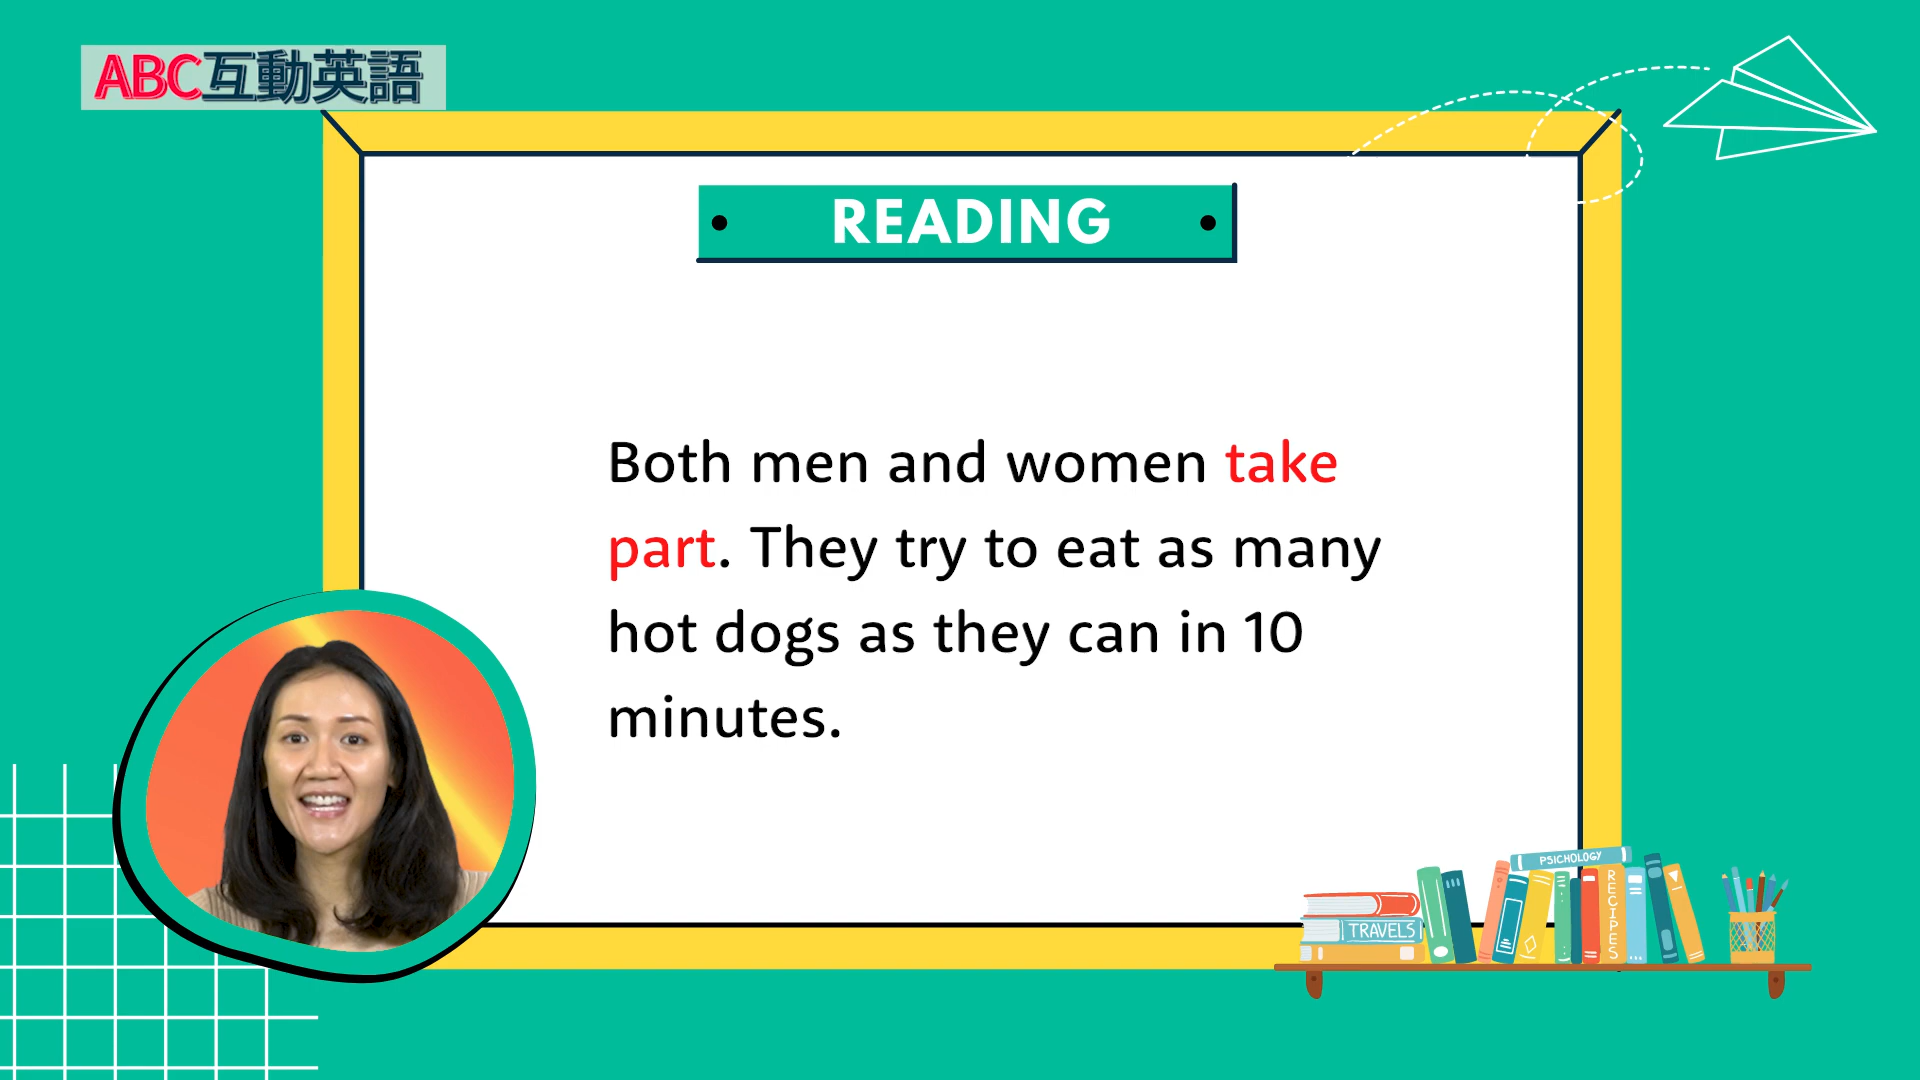 ABC互動英語
READING
Both men and women take
part. They try to eat as many
hot dogs as they can in 10
minutes.
PSICHOLOGY
RECIPES
TRAVELS